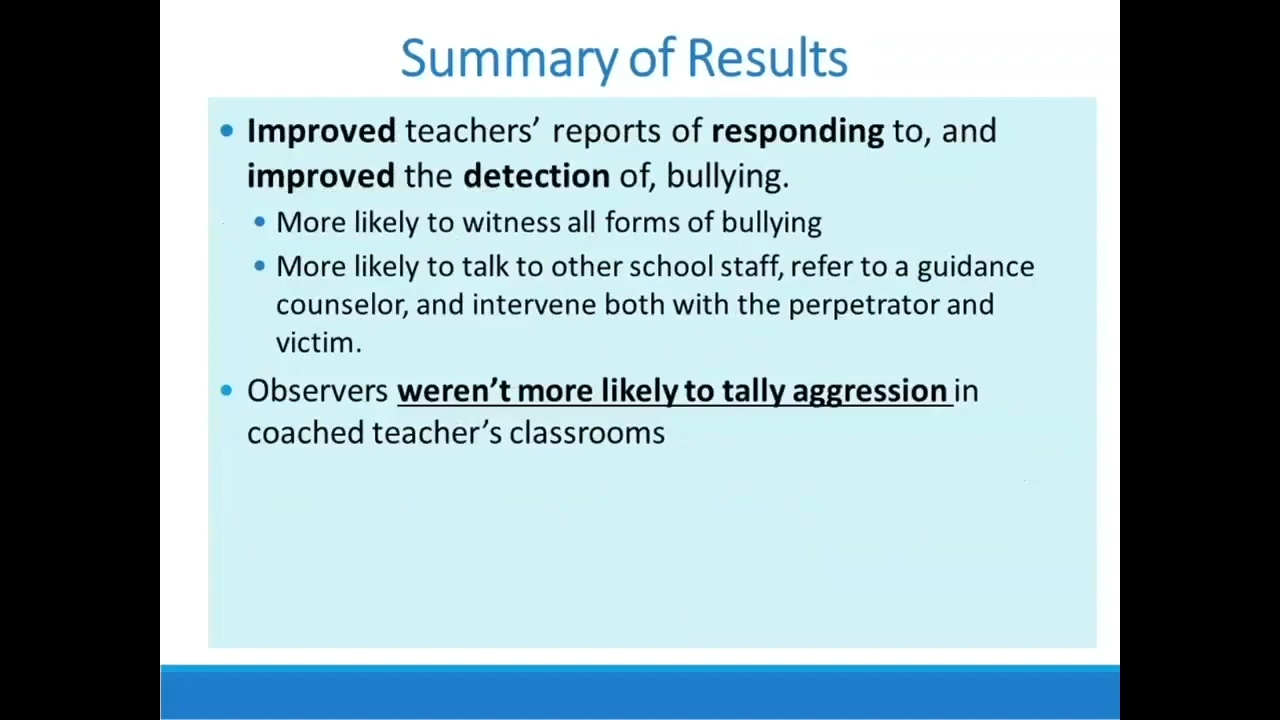 Summary of Results
• Improved teachers’ reports of responding to, and
improved the detection of, bullying.
• More likely to witness all forms of bullying
• More likely to talk to other school staff, refer to a guidance
counselor, and intervene both with the perpetrator and
victim.
• Observers weren’t more likely to tally aggression in
coached teacher’s classrooms